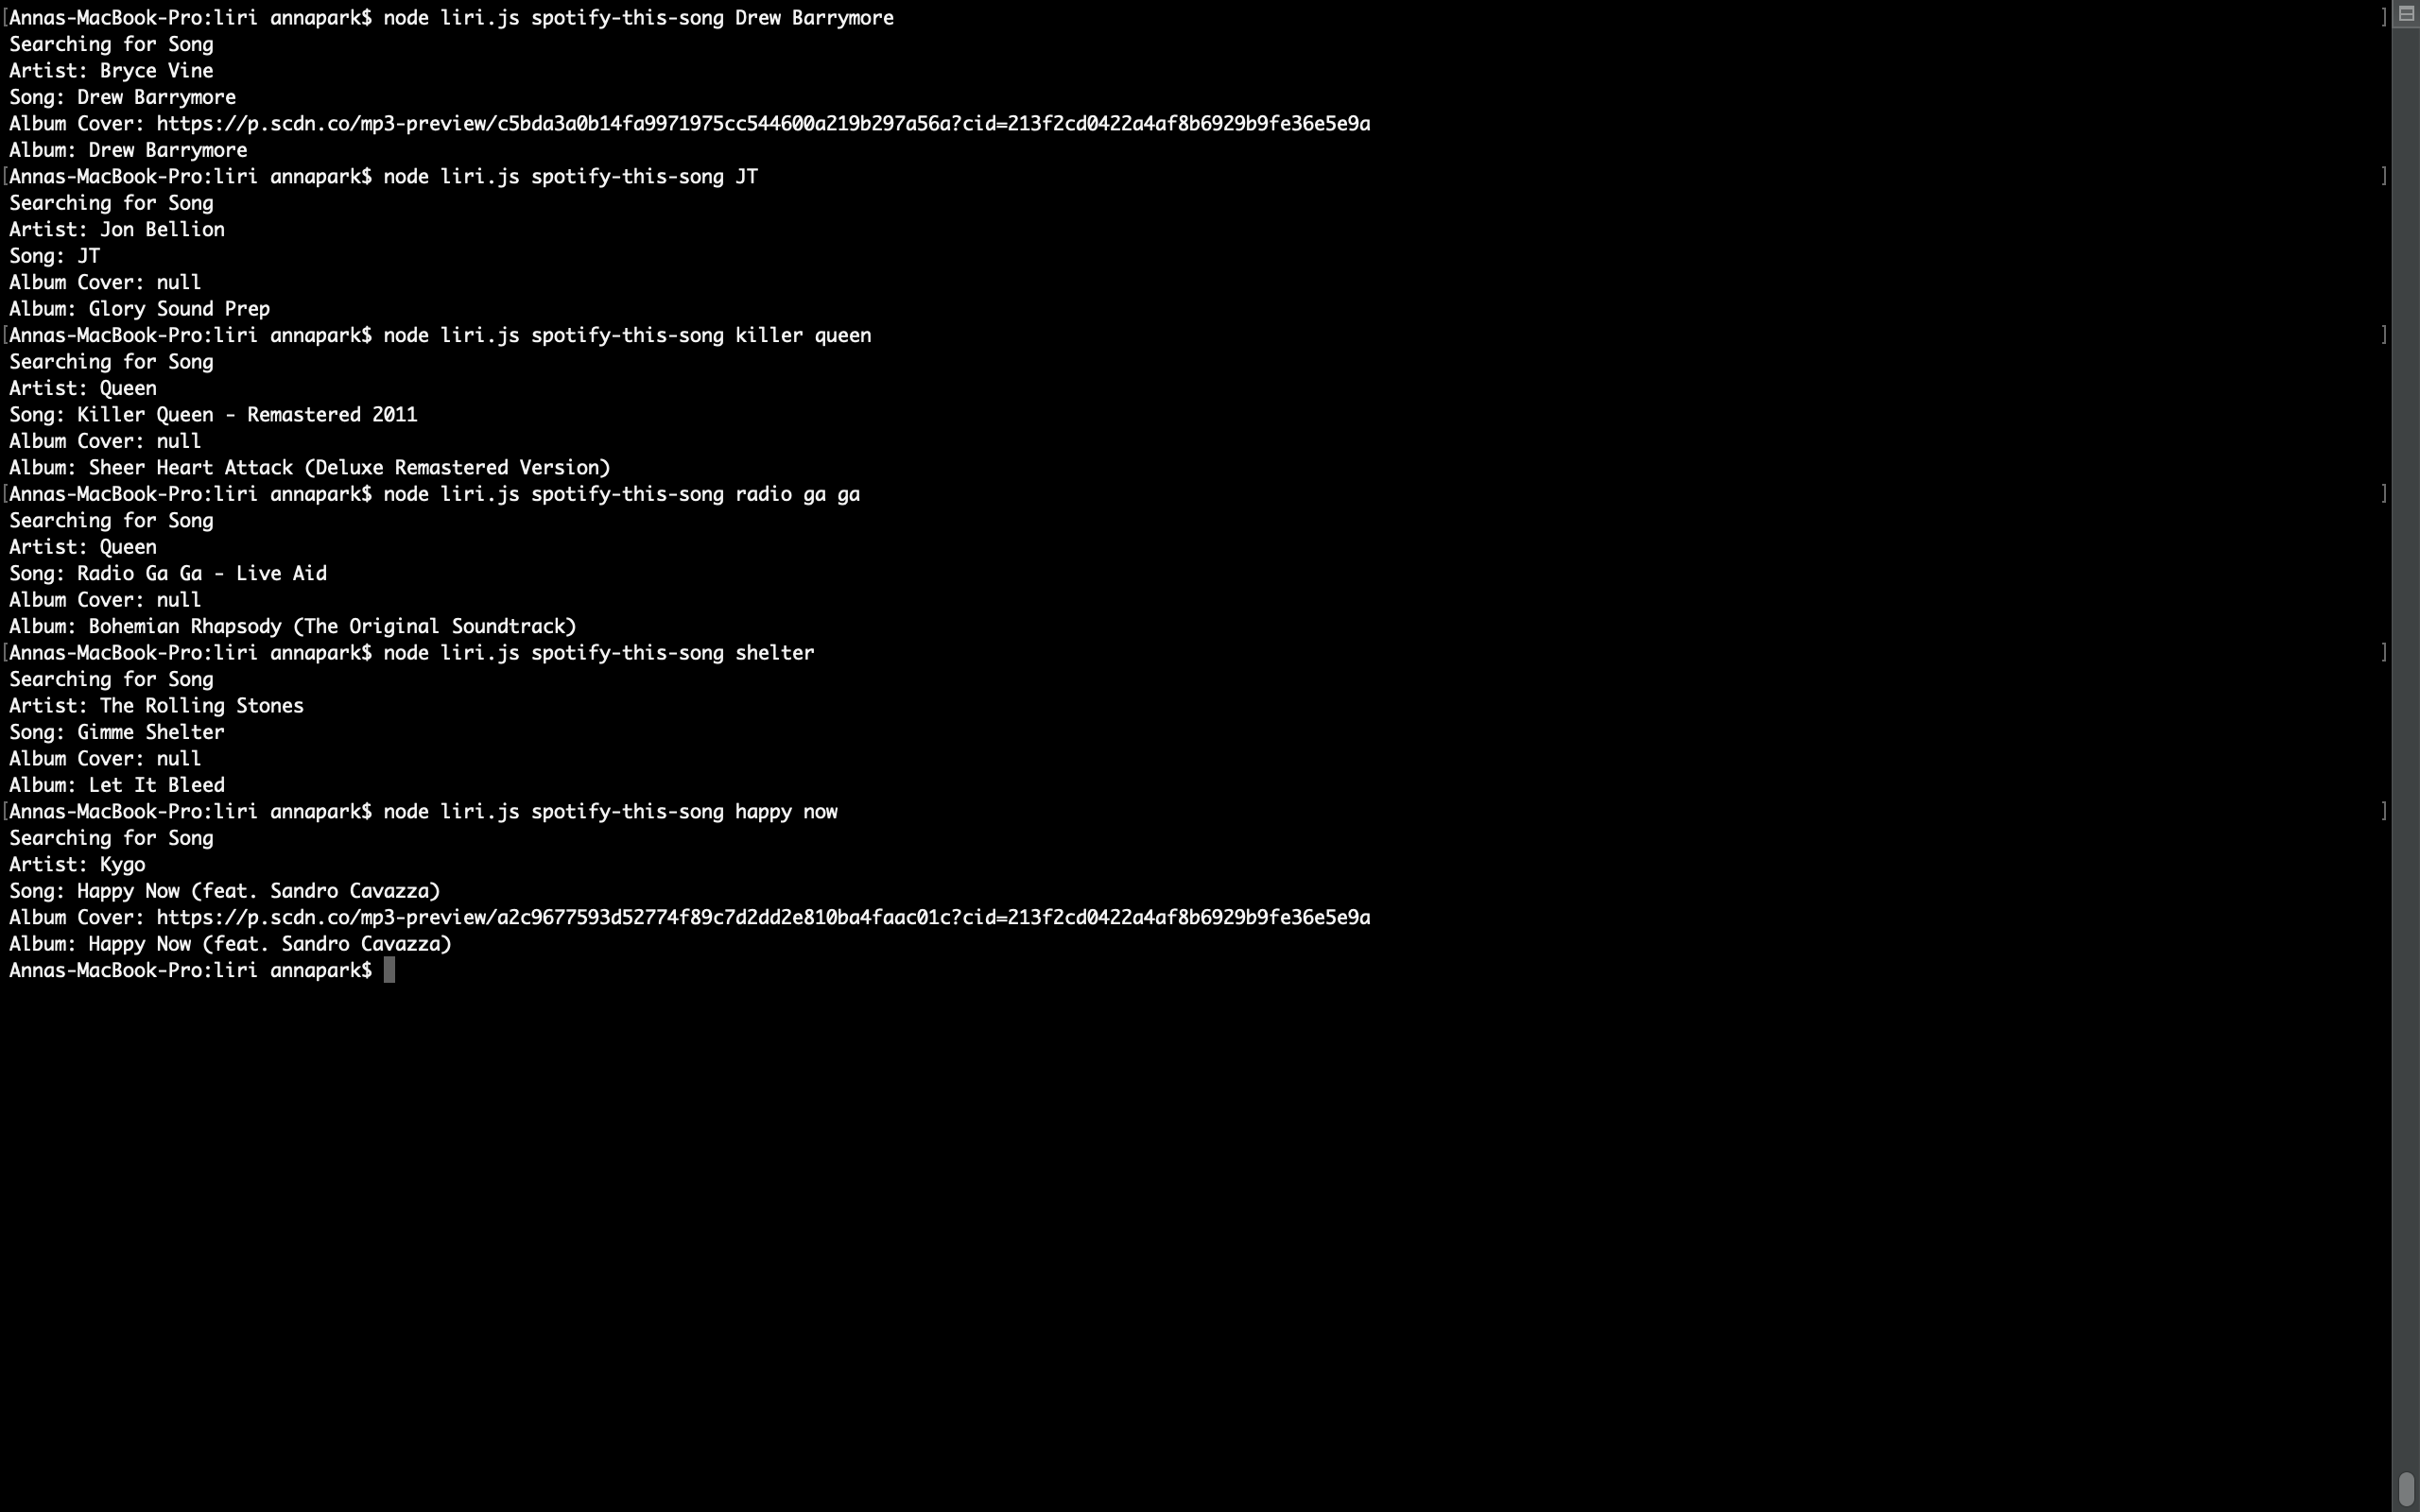 [Annas-MacBook-Pro:liri annapark$ node liri.js spotify-this-song Drew Barrymore ]
Searching for Song
Artist: Bryce Vine
Song: Drew Barrymore
Album Cover: https://p.scdn.co/mp3-preview/c5bda3a0b14fa9971975cc544600a219b297a56a?cid=213f2cd0422a4af8b6929b9fe36e5e9a
Album: Drew Barrymore
[Annas-MacBook-Pro:liri annapark$ node liri.js spotify-this-song JT ]
Searching for Song
Artist: Jon Bellion
Song: JT
Album Cover: null
Album: Glory Sound Prep
[Annas-MacBook-Pro:liri annapark$ node liri.js spotify-this-song killer queen ]
Searching for Song
Artist: Queen
Song: Killer Queen - Remastered 2011
Album Cover: null
Album: Sheer Heart Attack (Deluxe Remastered Version)
[Annas-MacBook-Pro:liri annapark$ node liri.js spotify-this-song radio ga ga ]
Searching for Song
Artist: Queen
Song: Radio Ga Ga - Live Aid
Album Cover: null
Album: Bohemian Rhapsody (The Original Soundtrack)
[Annas-MacBook-Pro:liri annapark$ node liri.js spotify-this-song shelter ]
Searching for Song
Artist: The Rolling Stones
Song: Gimme Shelter
Album Cover: null
Album: Let It Bleed
[Annas-MacBook-Pro:liri annapark$ node liri.js spotify-this-song happy now ]
Searching for Song
Artist: Kygo
Song: Happy Now (feat. Sandro Cavazza)
Album Cover: https://p.scdn.co/mp3-preview/a2c9677593d52774f89c7d2dd2e810ba4faac01c?cid=213f2cd0422a4af8b6929b9fe36e5e9a
Album: Happy Now (feat. Sandro Cavazza)
Annas-MacBook-Pro:liri annapark$